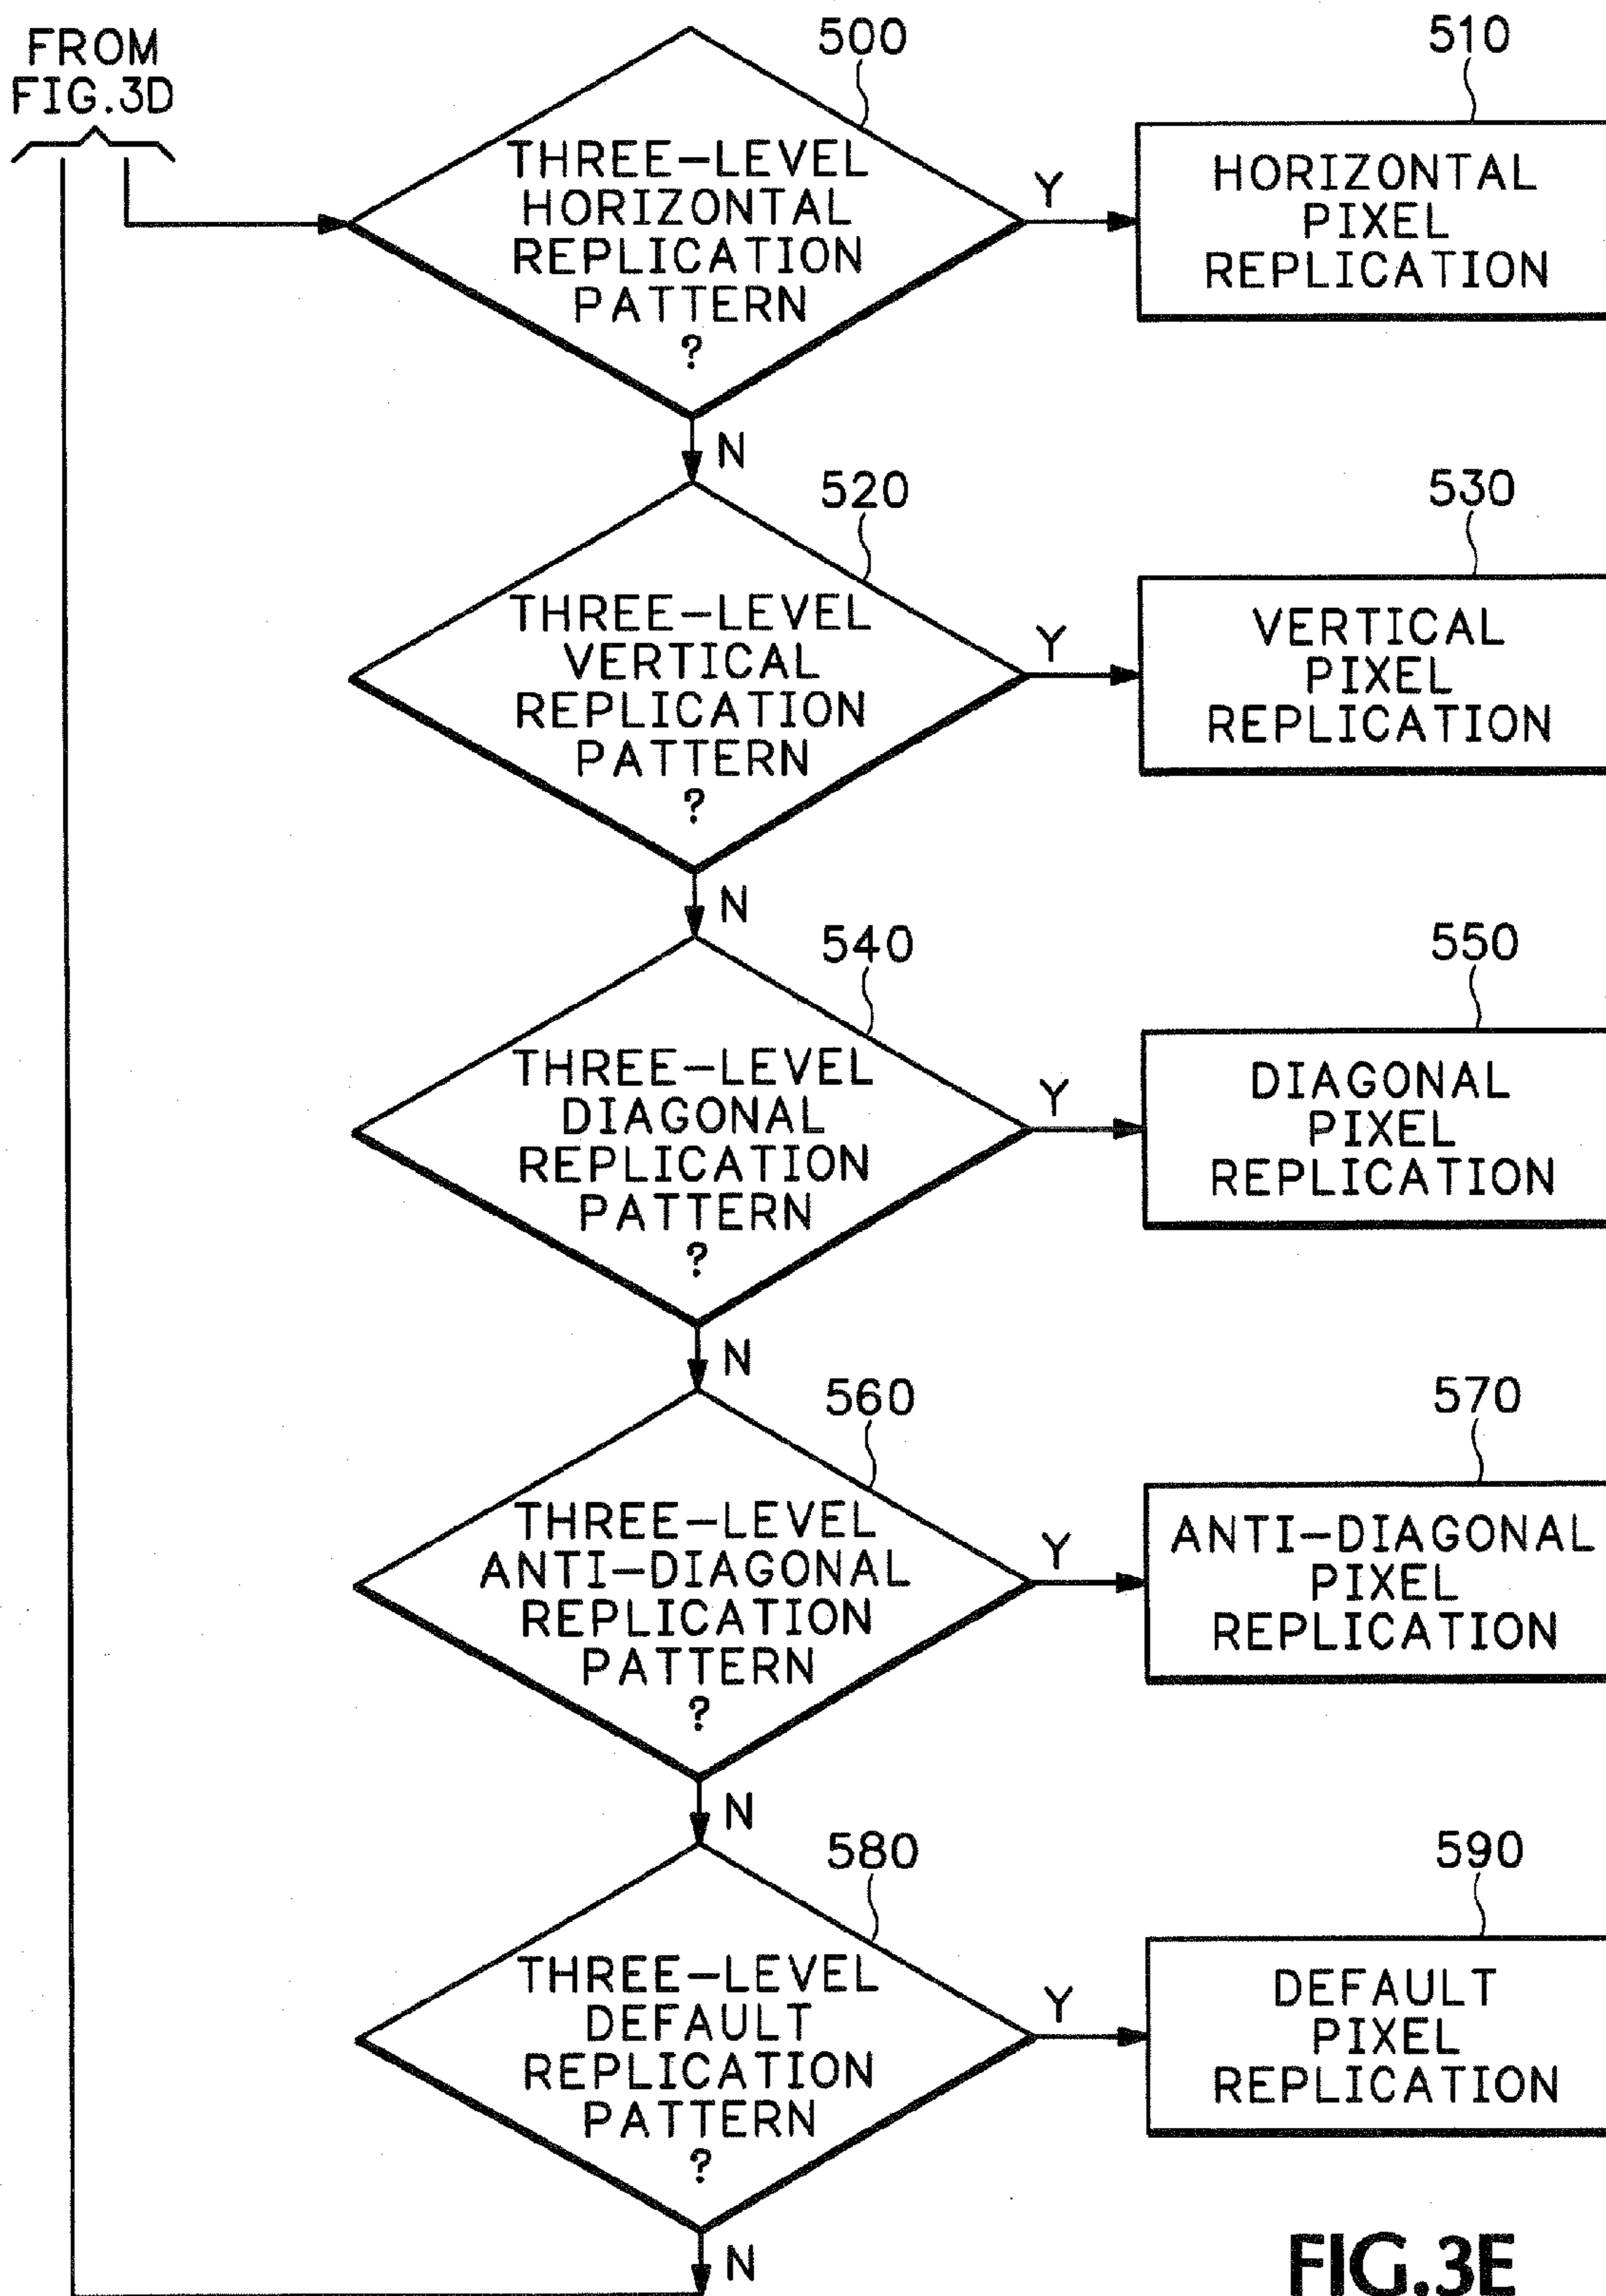 FROM
FIG.3D
500
THREE-LEVEL
HORIZONTAL
REPLICATION
PATTERN
?
Y
510
HORIZONTAL
PIXEL
REPLICATION
N
520
THREE-LEVEL
VERTICAL
REPLICATION
PATTERN
?
Y
530
VERTICAL
PIXEL
REPLICATION
N
540
THREE-LEVEL
DIAGONAL
REPLICATION
PATTERN
?
Y
550
DIAGONAL
PIXEL
REPLICATION
N
560
THREE-LEVEL
ANTI-DIAGONAL
REPLICATION
PATTERN
?
Y
570
ANTI-DIAGONAL
PIXEL
REPLICATION
N
580
THREE-LEVEL
DEFAULT
REPLICATION
PATTERN
?
Y
590
DEFAULT
PIXEL
REPLICATION
N
FIG.3E